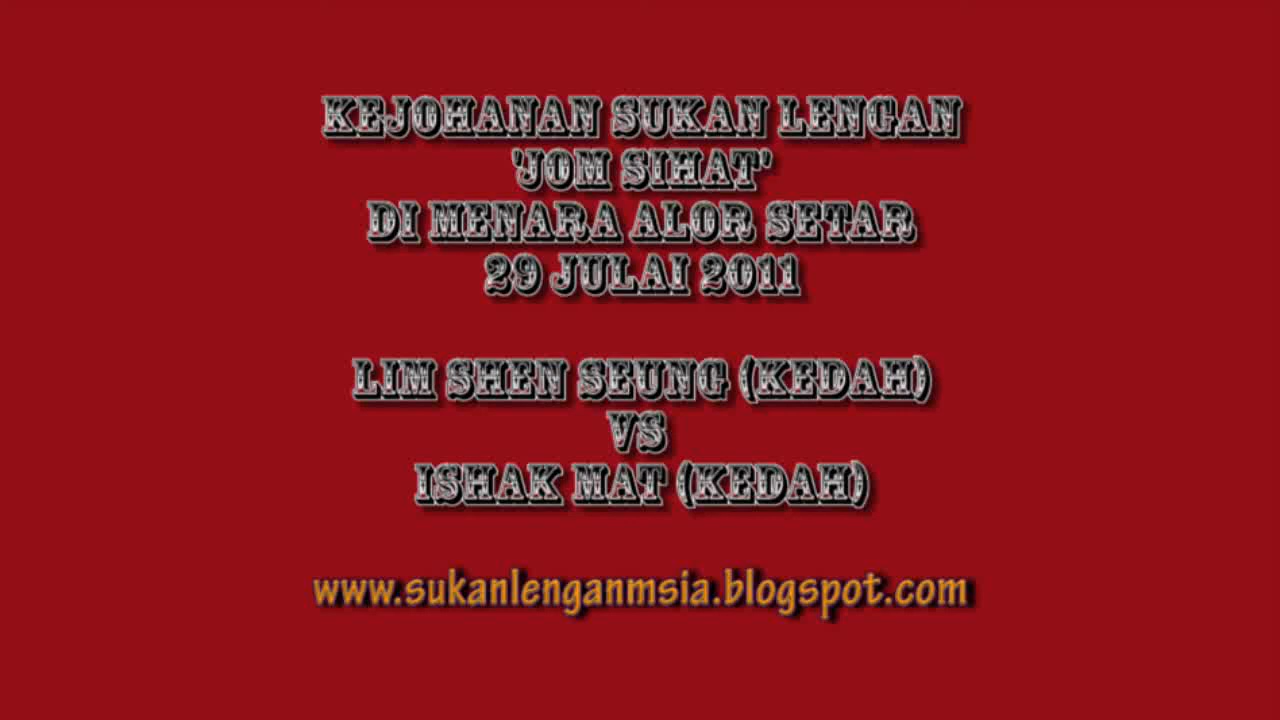 KEJOHANAN SUKAN LENGAN
'JOM SIHAT'
DI MENARA ALOR SETAR
29 JULAI 2011
LIM SHEN SEUNG (KEDAH)
VS
ISHAK MAT (KEDAH)
www.sukanlenganmsia.blogspot.com